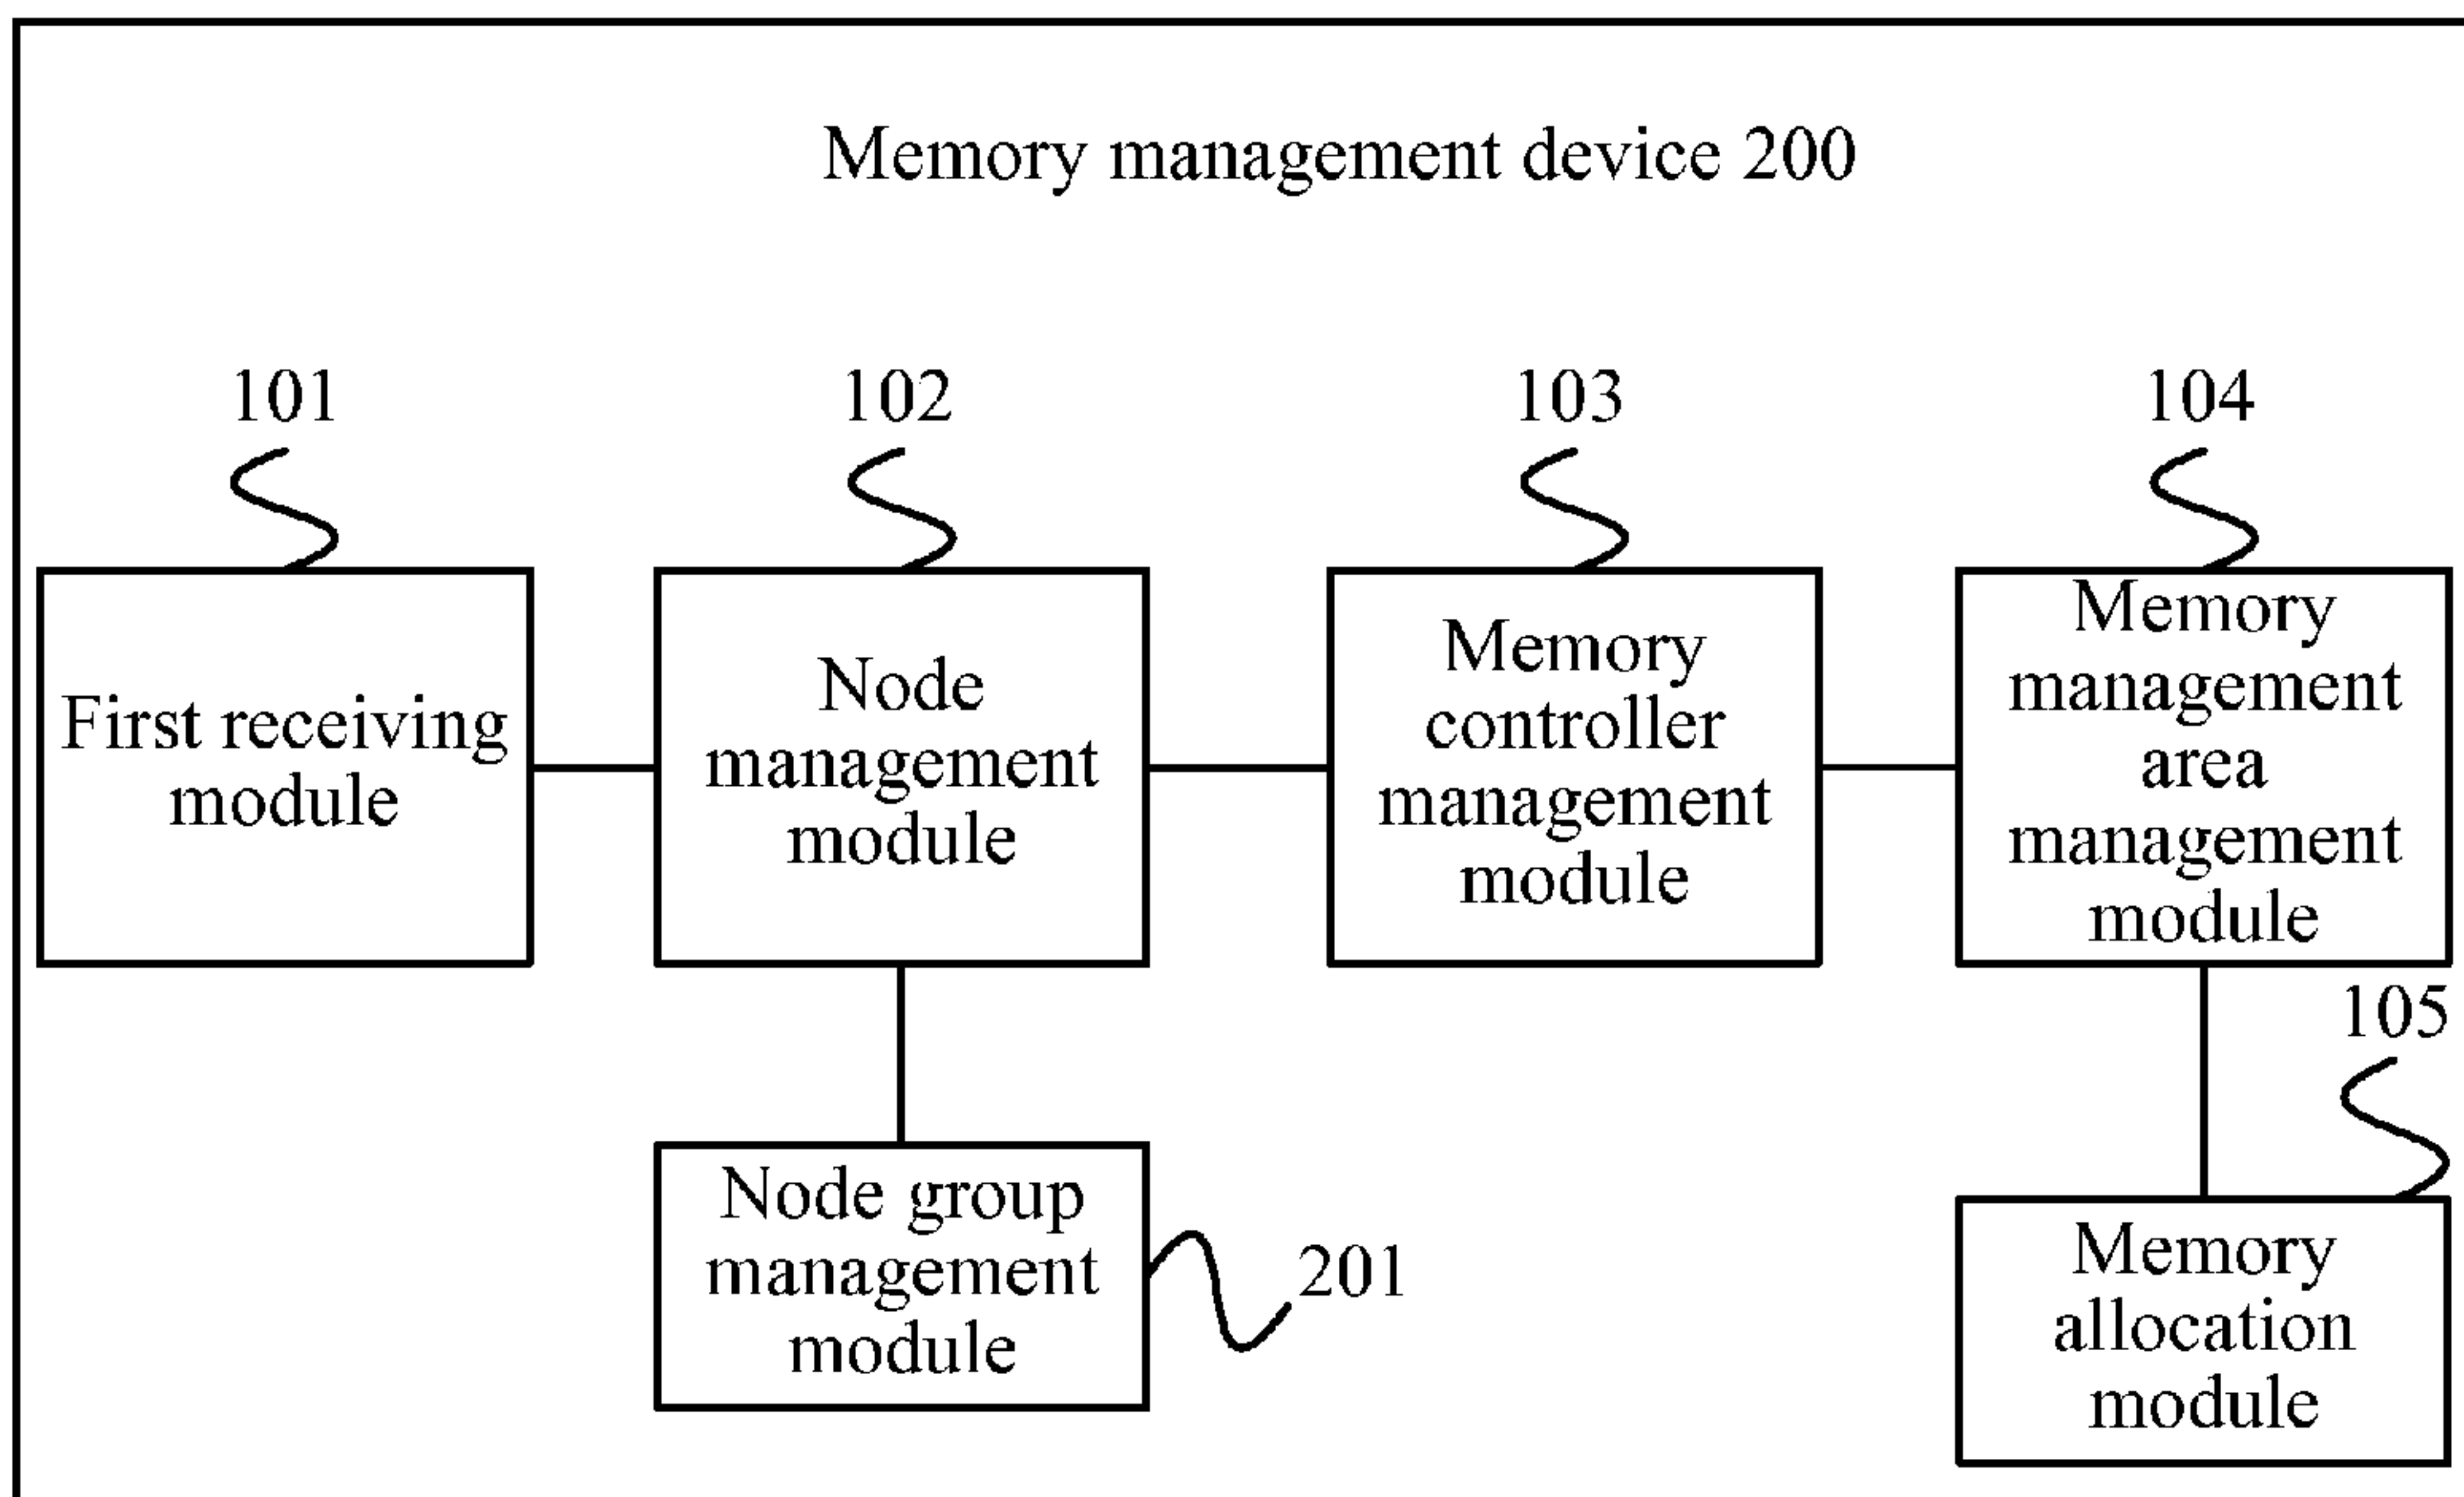 Memory management device 200
101
102
103
104
First receiving
module
Node
management
module
Memory
controller
management
module
Memory
management
area
management
module
105
Node group
management
module
201
Memory
allocation
module